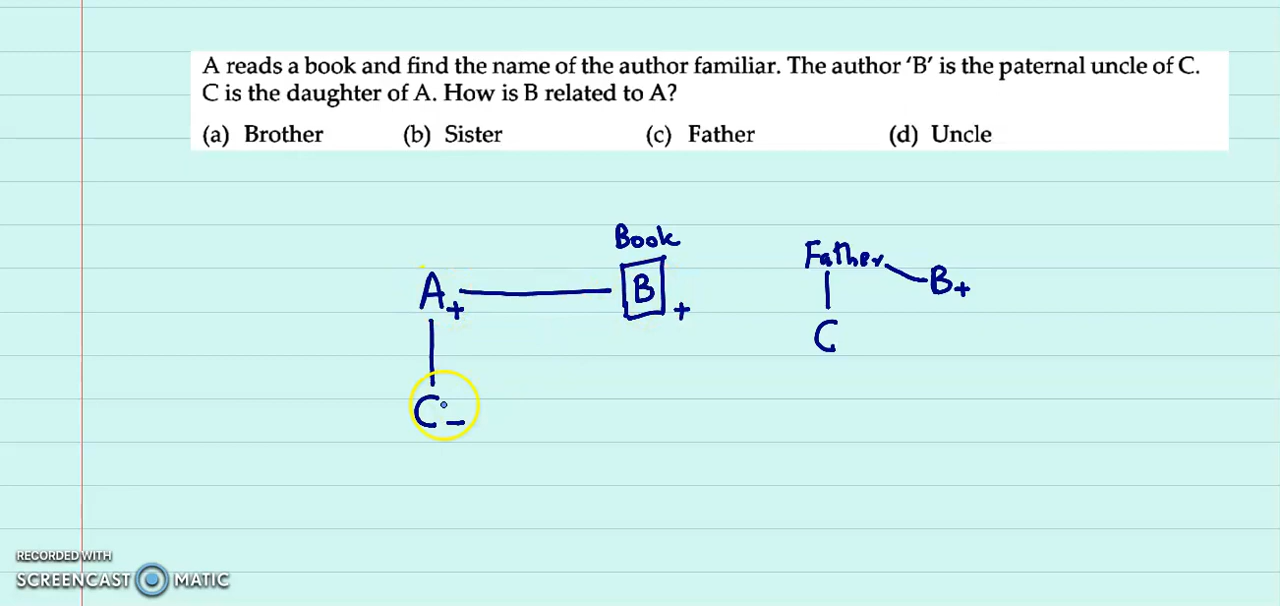 A reads a book and find the name of the author familiar. The author ‘B’ is the paternal uncle of C.
C is the daughter of A. How is B related to A?
(a) Brother (b) Sister (c) Father (d) Uncle
Book
A+ B + Father B+
C
C -
RECORDED WITH
SCREENCAST MATIC